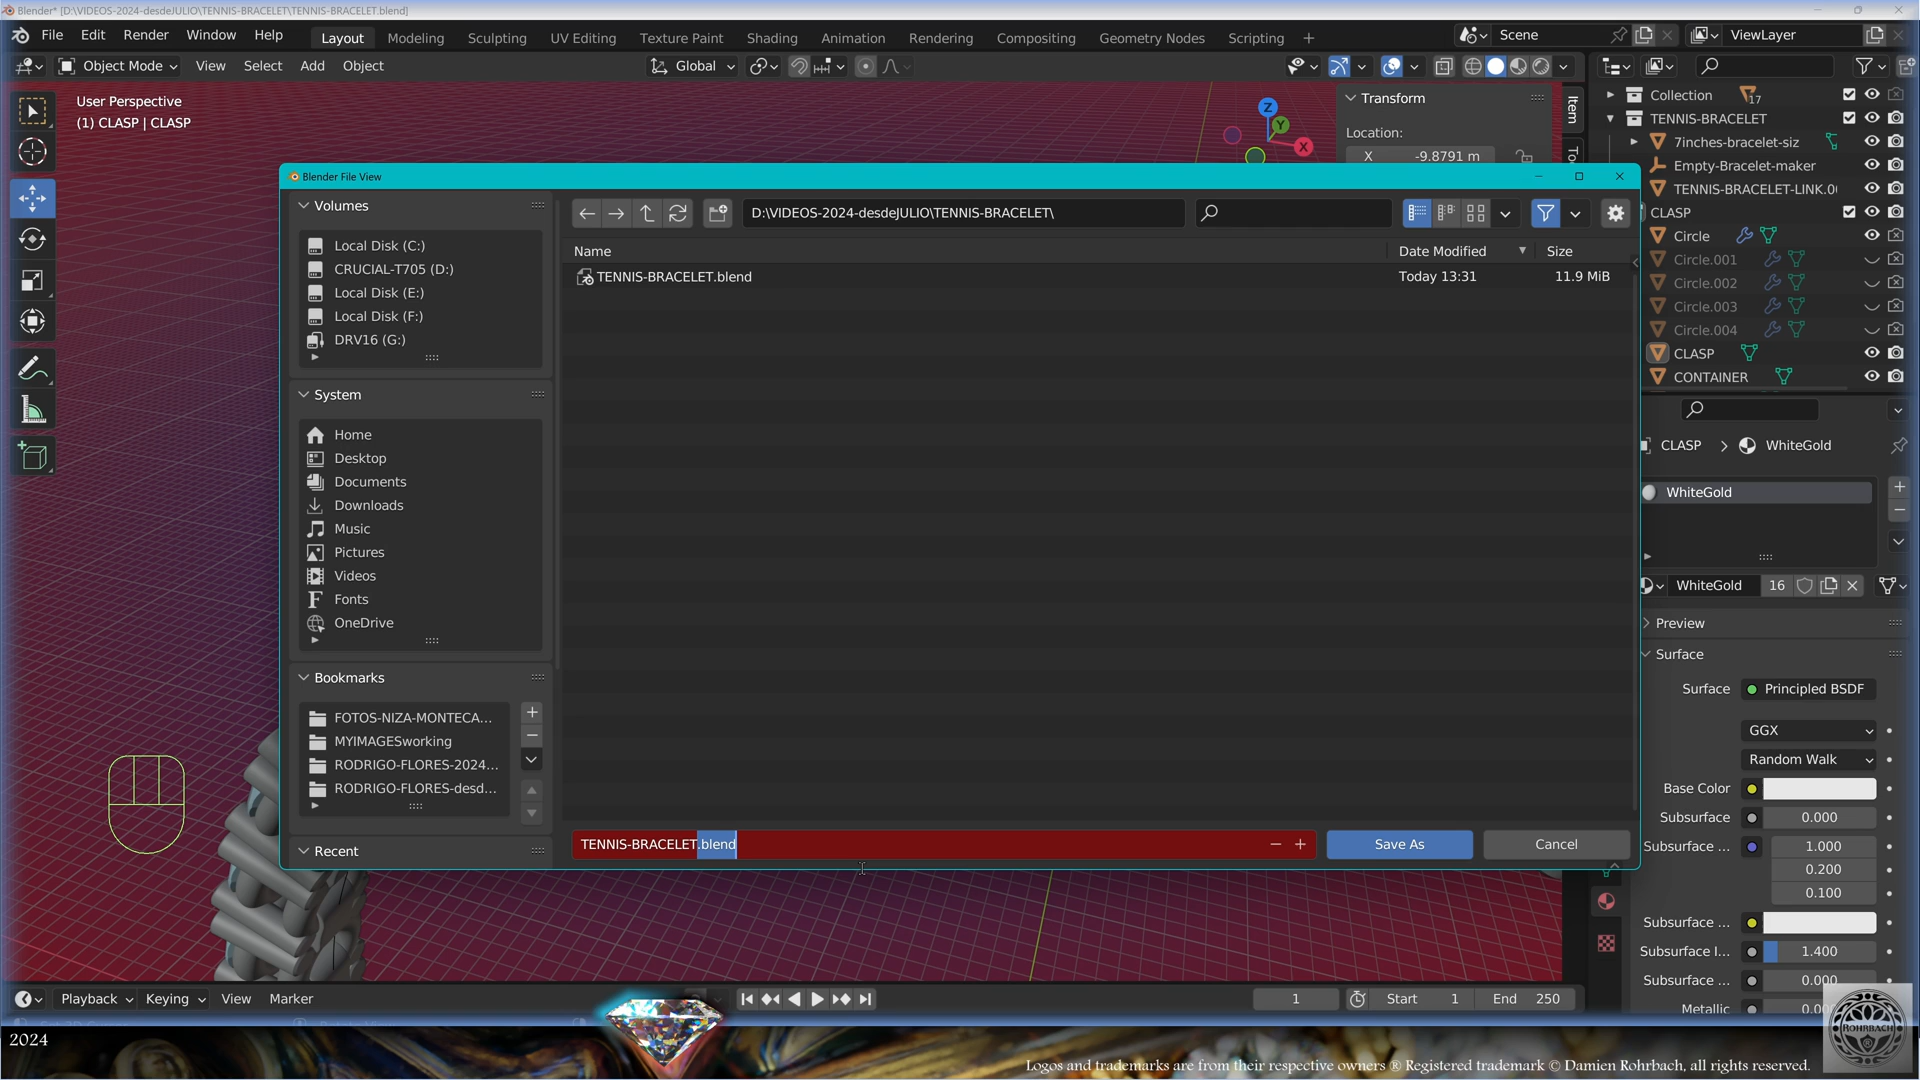 Blender* [D:\VIDEOS-2024-desdeJULIO\TENNIS-BRACELET\TENNIS-BRACELET.blend]
File Edit Render Window Help Layout Modeling Sculpting UV Editing Texture Paint Shading Animation Rendering Compositing Geometry Nodes Scripting + Scene ViewLayer
Object Mode View Select Add Object Global
User Perspective
(1) CLASP | CLASP
Z
Y
X
Transform
Location:
X -9.8791 m
Item
Collection 17
TENNIS-BRACELET
7inches-bracelet-siz
Empty-Bracelet-maker
TENNIS-BRACELET-LINK.0
CLASP
Circle
Circle.001
Circle.002
Circle.003
Circle.004
CLASP
CONTAINER
Blender File View
Volumes
Local Disk (C:)
CRUCIAL-T705 (D:)
Local Disk (E:)
Local Disk (F:)
DRV16 (G:)
System
Home
Desktop
Documents
Downloads
Music
Pictures
Videos
Fonts
OneDrive
Bookmarks
FOTOS-NIZA-MONTECA...
MYIMAGESworking
RODRIGO-FLORES-2024...
RODRIGO-FLORES-desd...
Recent
D:\VIDEOS-2024-desdeJULIO\TENNIS-BRACELET\
Name Date Modified Size
TENNIS-BRACELET.blend Today 13:31 11.9 MiB
TENNIS-BRACELET.blend
Save As Cancel
CLASP > WhiteGold
WhiteGold
WhiteGold 16
Preview
Surface
Surface Principled BSDF
GGX
Random Walk
Base Color
Subsurface 0.000
Subsurface ... 1.000
0.200
0.100
Subsurface ...
Subsurface I... 1.400
Subsurface ... 0.000
Metallic
Playback Keying View Marker 1 Start 1 End 250
2024
ROHRBACH
Logos and trademarks are from their respective owners ® Registered trademark © Damien Rohrbach, all rights reserved.